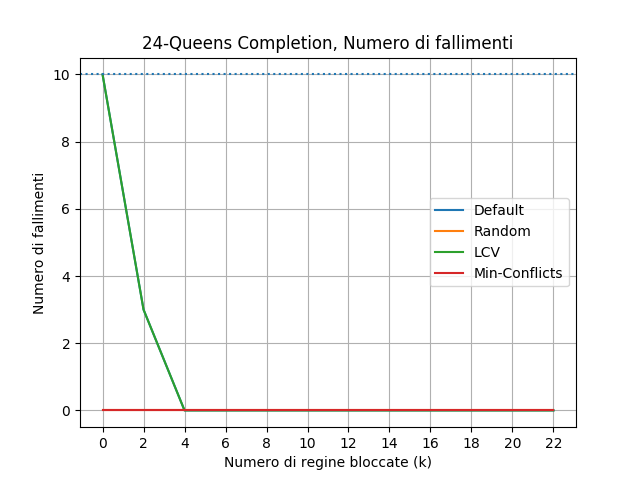 24-Queens Completion, Numero di fallimenti
10
8
6
4
2
0
Numero di fallimenti
Default
Random
LCV
Min-Conflicts
0 2 4 6 8 10 12 14 16 18 20 22
Numero di regine bloccate (k)